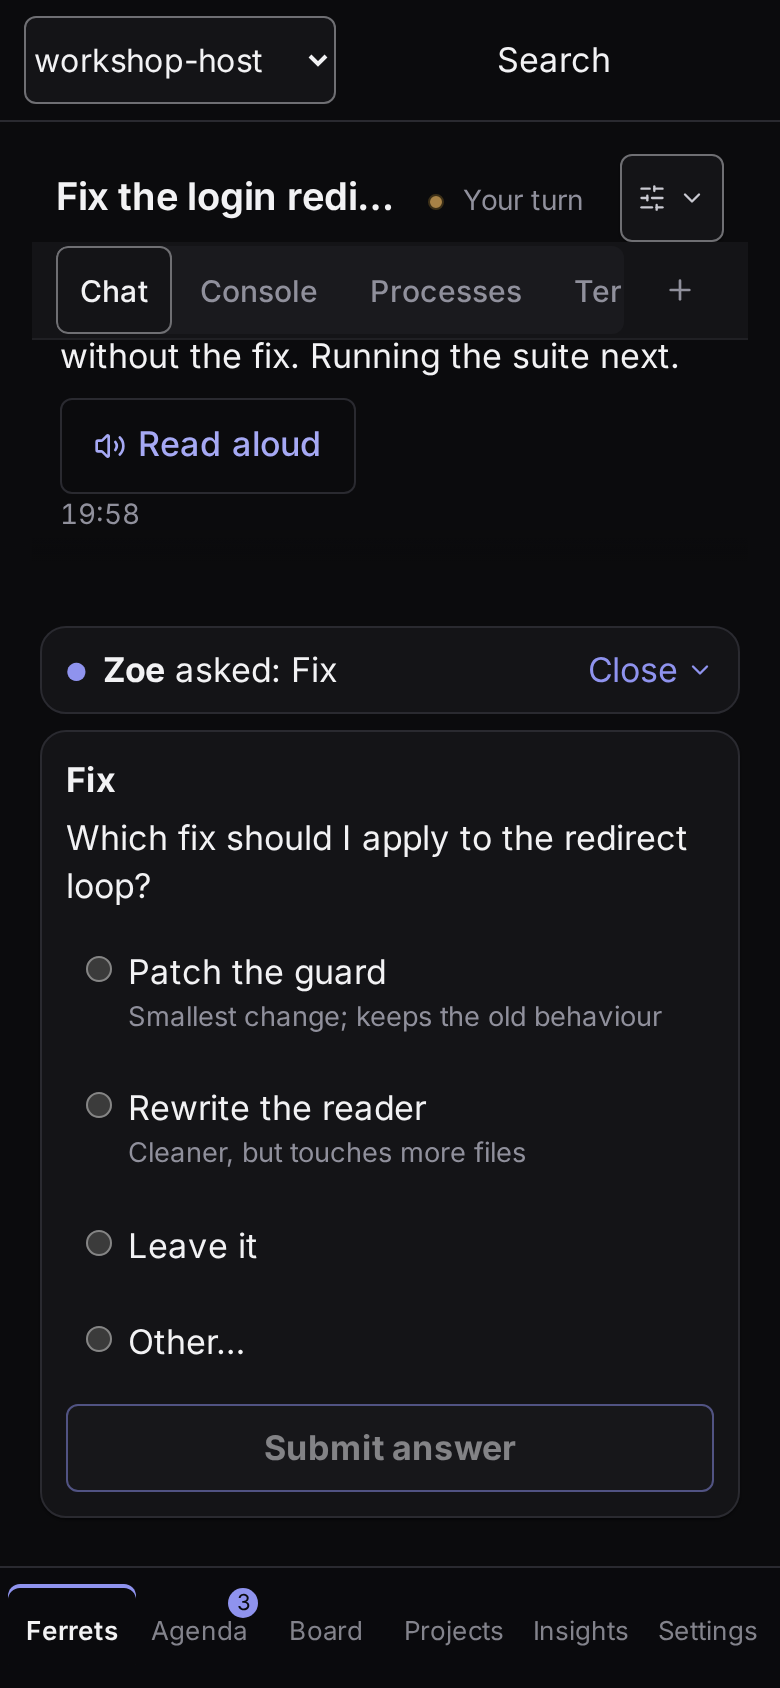 workshop-host
Search
Fix the login redi...
Your turn
Chat
Console
Processes
Ter
without the fix. Running the suite next.
Read aloud
19:58
Zoe asked: Fix
Close
Fix
Which fix should I apply to the redirect
loop?
Patch the guard
Smallest change; keeps the old behaviour
Rewrite the reader
Cleaner, but touches more files
Leave it
Other...
Submit answer
3
Ferrets
Agenda
Board
Projects
Insights
Settings